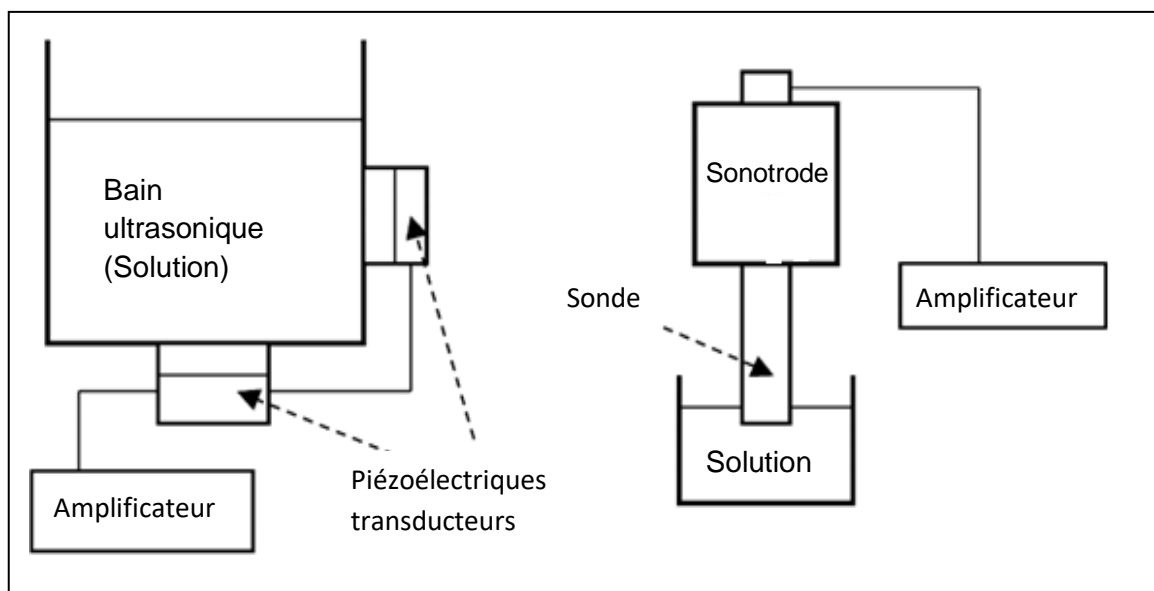 Bain
ultrasonique
(Solution)
Amplificateur
Piézoélectriques
transducteurs
Sonotrode
Sonde
Amplificateur
Solution